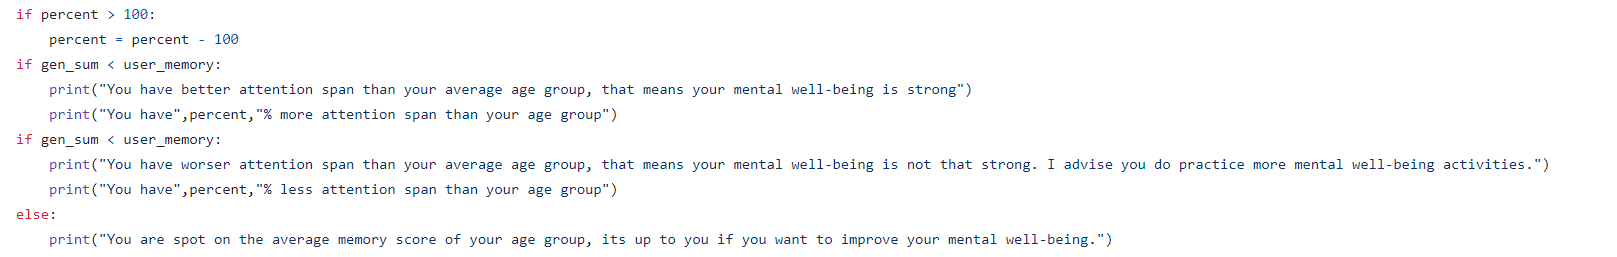 if percent > 100:
    percent = percent - 100
if gen_sum < user_memory:
    print("You have better attention span than your average age group, that means your mental well-being is strong")
    print("You have",percent,"% more attention span than your age group")
if gen_sum < user_memory:
    print("You have worser attention span than your average age group, that means your mental well-being is not that strong. I advise you do practice more mental well-being activities.")
    print("You have",percent,"% less attention span than your age group")
else:
    print("You are spot on the average memory score of your age group, its up to you if you want to improve your mental well-being.")